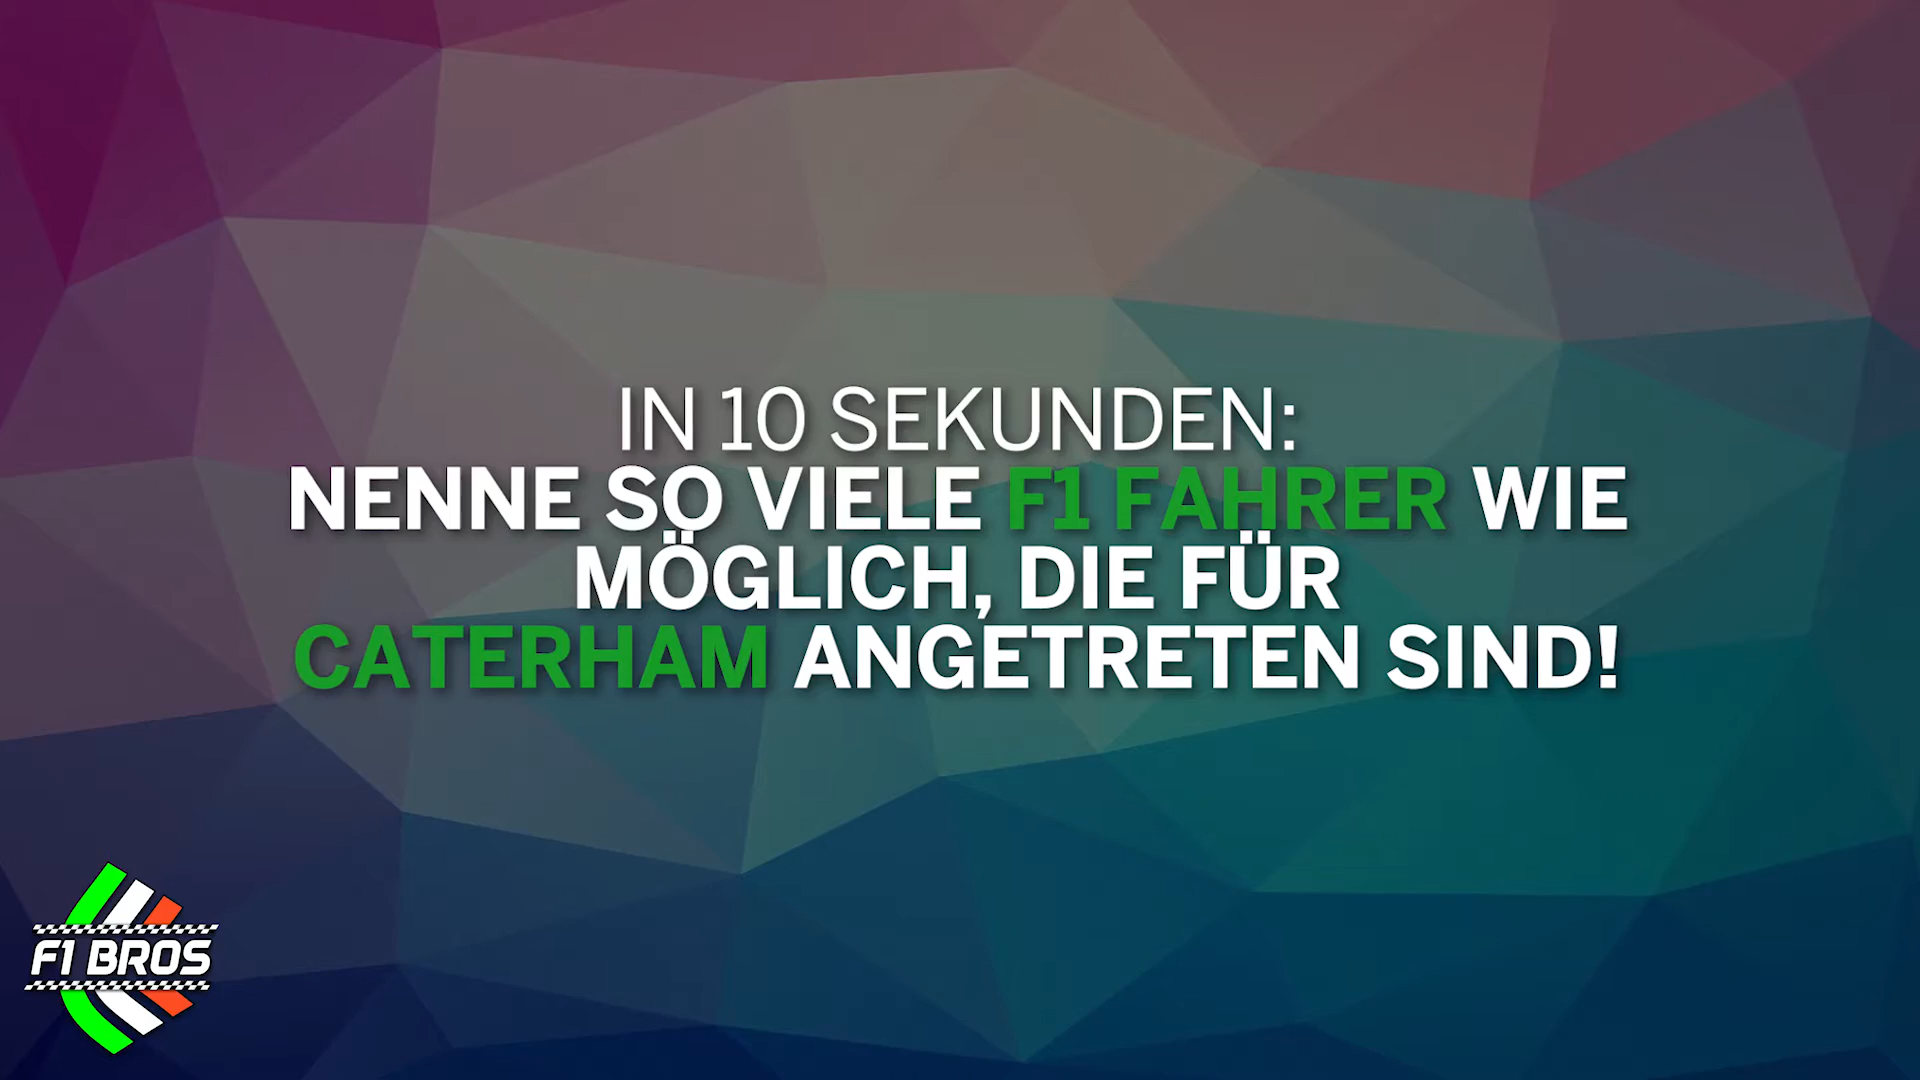 IN 10 SEKUNDEN:
NENNE SO VIELE F1 FAHRER WIE
MÖGLICH, DIE FÜR
CATERHAM ANGETRETEN SIND!
F1 BROS